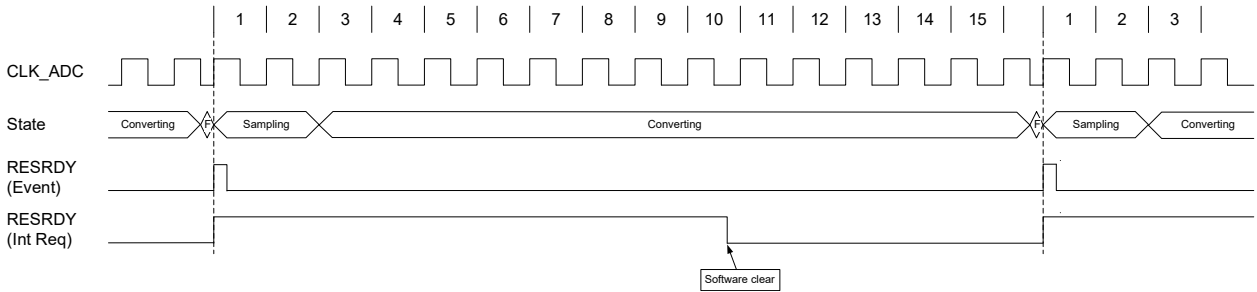 1 2 3 4 5 6 7 8 9 10 11 12 13 14 15 1 2 3
CLK_ADC
State Converting F Sampling Converting F Sampling Converting
RESRDY
(Event)
RESRDY
(Int Req)
Software clear